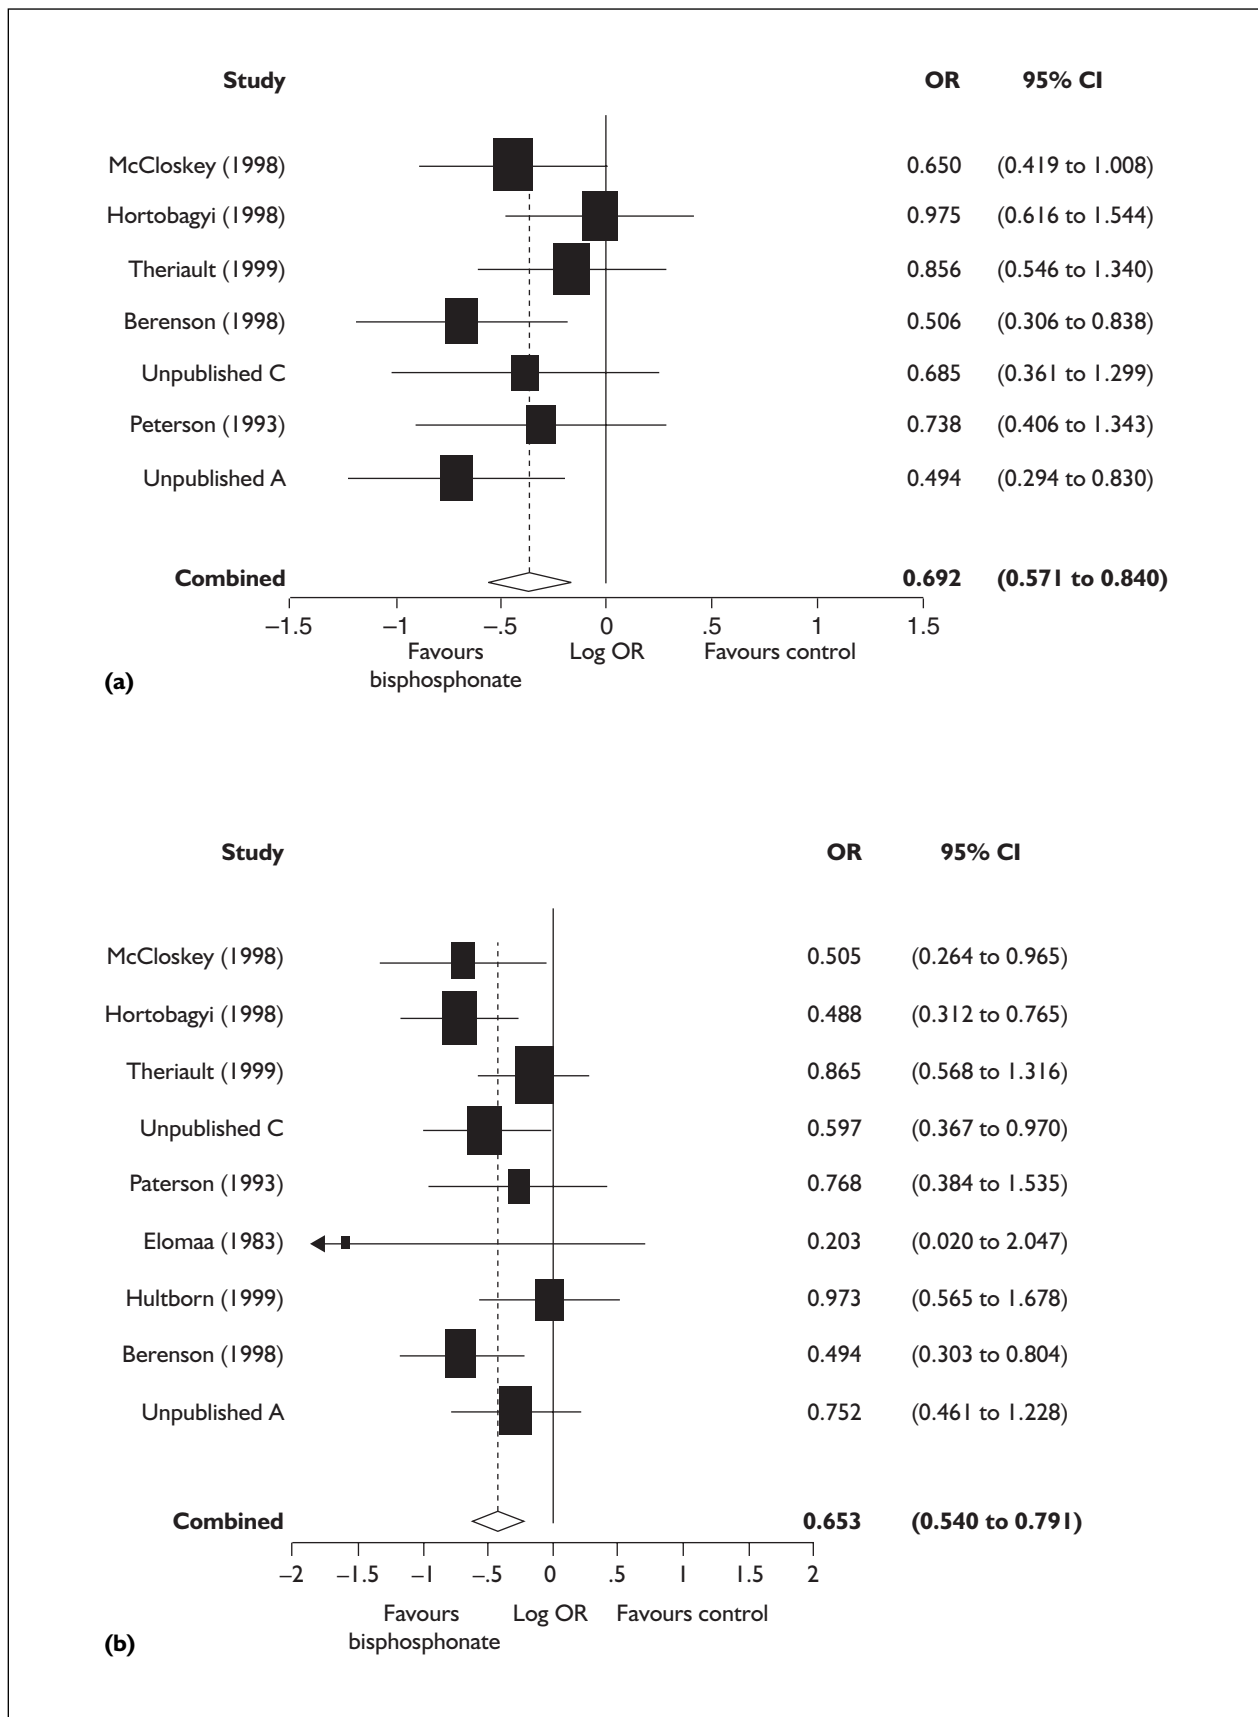 Study OR 95% CI
McCloskey (1998) 0.650 (0.419 to 1.008)
Hortobagyi (1998) 0.975 (0.616 to 1.544)
Theriault (1999) 0.856 (0.546 to 1.340)
Berenson (1998) 0.506 (0.306 to 0.838)
Unpublished C 0.685 (0.361 to 1.299)
Peterson (1993) 0.738 (0.406 to 1.343)
Unpublished A 0.494 (0.294 to 0.830)
Combined 0.692 (0.571 to 0.840)
–1.5 –1 –.5 0 .5 1 1.5
Favours Log OR Favours control
bisphosphonate
(a)
Study OR 95% CI
McCloskey (1998) 0.505 (0.264 to 0.965)
Hortobagyi (1998) 0.488 (0.312 to 0.765)
Theriault (1999) 0.865 (0.568 to 1.316)
Unpublished C 0.597 (0.367 to 0.970)
Paterson (1993) 0.768 (0.384 to 1.535)
Elomaa (1983) 0.203 (0.020 to 2.047)
Hultborn (1999) 0.973 (0.565 to 1.678)
Berenson (1998) 0.494 (0.303 to 0.804)
Unpublished A 0.752 (0.461 to 1.228)
Combined 0.653 (0.540 to 0.791)
–2 –1.5 –1 –.5 0 .5 1 1.5 2
Favours Log OR Favours control
bisphosphonate
(b)